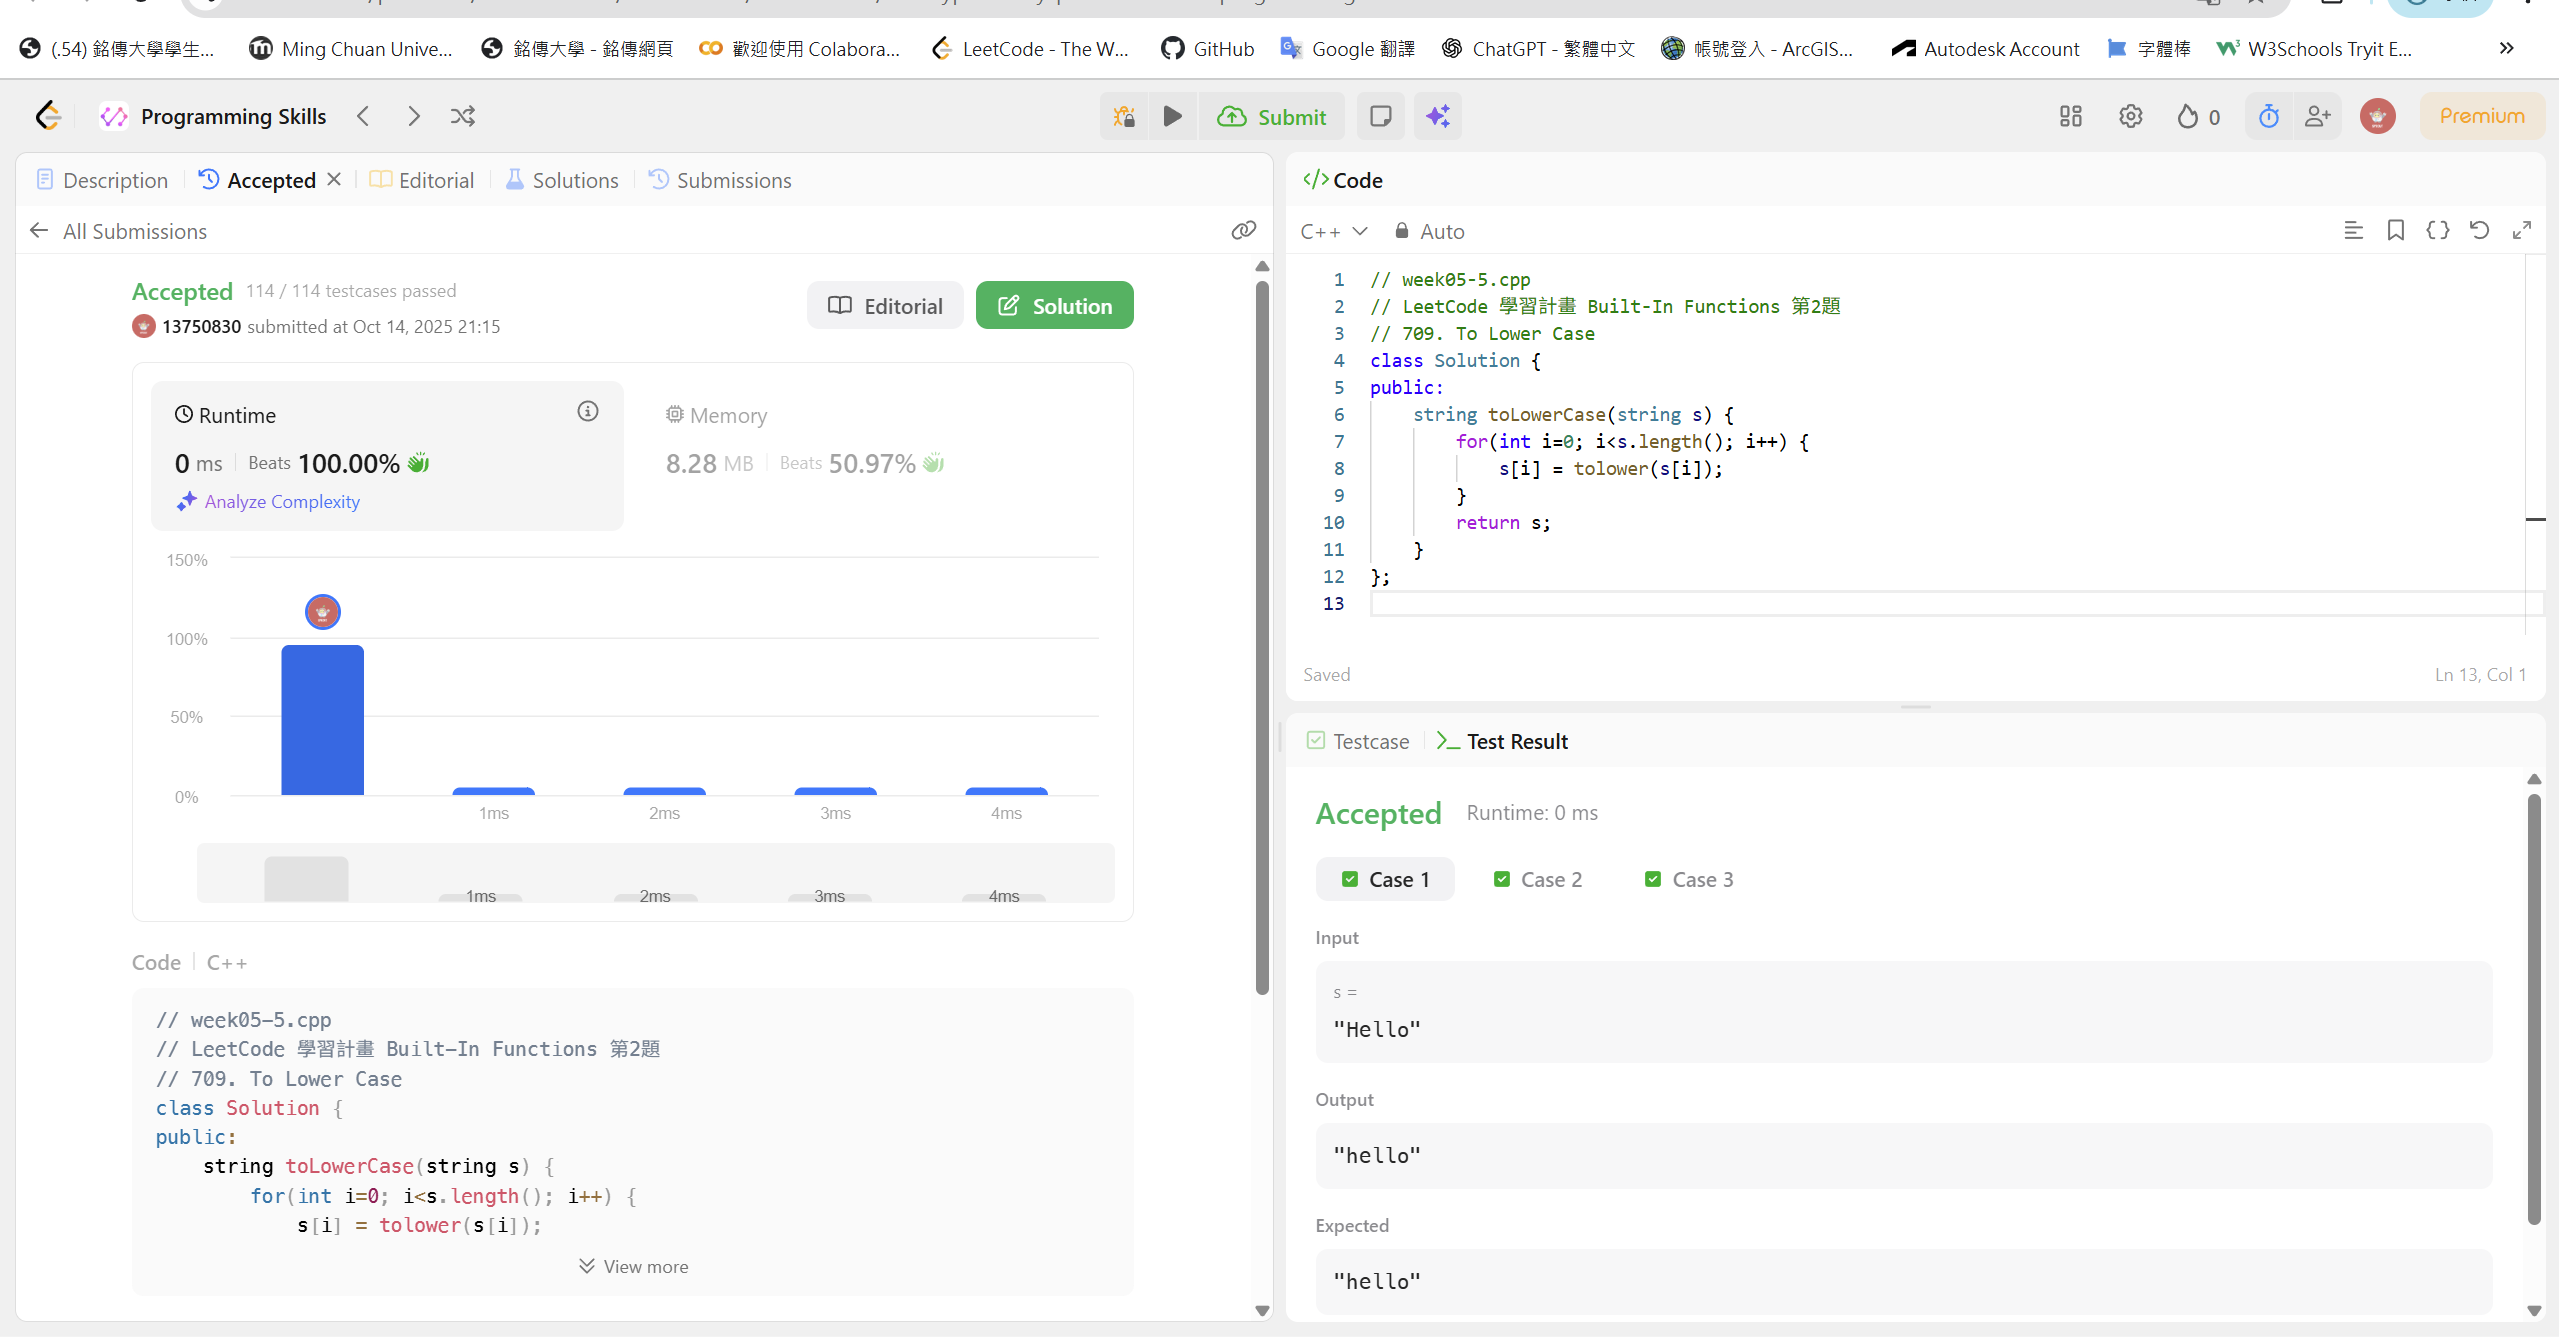 (.54) 銘傳大學學生...
Ming Chuan Unive...
銘傳大學 - 銘傳網頁
歡迎使用 Colabora...
LeetCode - The W...
GitHub
Google 翻譯
ChatGPT - 繁體中文
帳號登入 - ArcGIS...
Autodesk Account
字體棒
W3Schools Tryit E...
Programming Skills
Submit
0
Premium
Description
Accepted
Editorial
Solutions
Submissions
All Submissions
Accepted 114 / 114 testcases passed
13750830 submitted at Oct 14, 2025 21:15
Editorial
Solution
Runtime
0 ms Beats 100.00%
Analyze Complexity
Memory
8.28 MB Beats 50.97%
150%
100%
50%
0%
1ms 2ms 3ms 4ms
1ms 2ms 3ms 4ms
Code C++
// week05-5.cpp
// LeetCode 學習計畫 Built-In Functions 第2題
// 709. To Lower Case
class Solution {
public:
    string toLowerCase(string s) {
        for(int i=0; i<s.length(); i++) {
            s[i] = tolower(s[i]);
View more
Code
C++ Auto
1 // week05-5.cpp
2 // LeetCode 學習計畫 Built-In Functions 第2題
3 // 709. To Lower Case
4 class Solution {
5 public:
6     string toLowerCase(string s) {
7         for(int i=0; i<s.length(); i++) {
8             s[i] = tolower(s[i]);
9         }
10         return s;
11     }
12 };
13
Saved
Ln 13, Col 1
Testcase
Test Result
Accepted Runtime: 0 ms
Case 1 Case 2 Case 3
Input
s =
"Hello"
Output
"hello"
Expected
"hello"